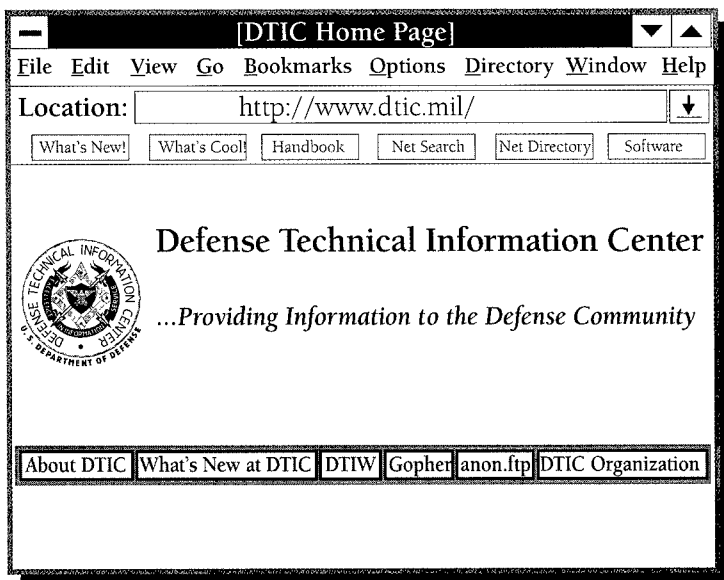 [DTIC Home Page]
File Edit View Go Bookmarks Options Directory Window Help
Location: http://www.dtic.mil/
What's New! What's Cool! Handbook Net Search Net Directory Software
Defense Technical Information Center
DEFENSE TECHNICAL INFORMATION CENTER
U.S. DEPARTMENT OF DEFENSE
...Providing Information to the Defense Community
About DTIC What's New at DTIC DTIW Gopher anon.ftp DTIC Organization